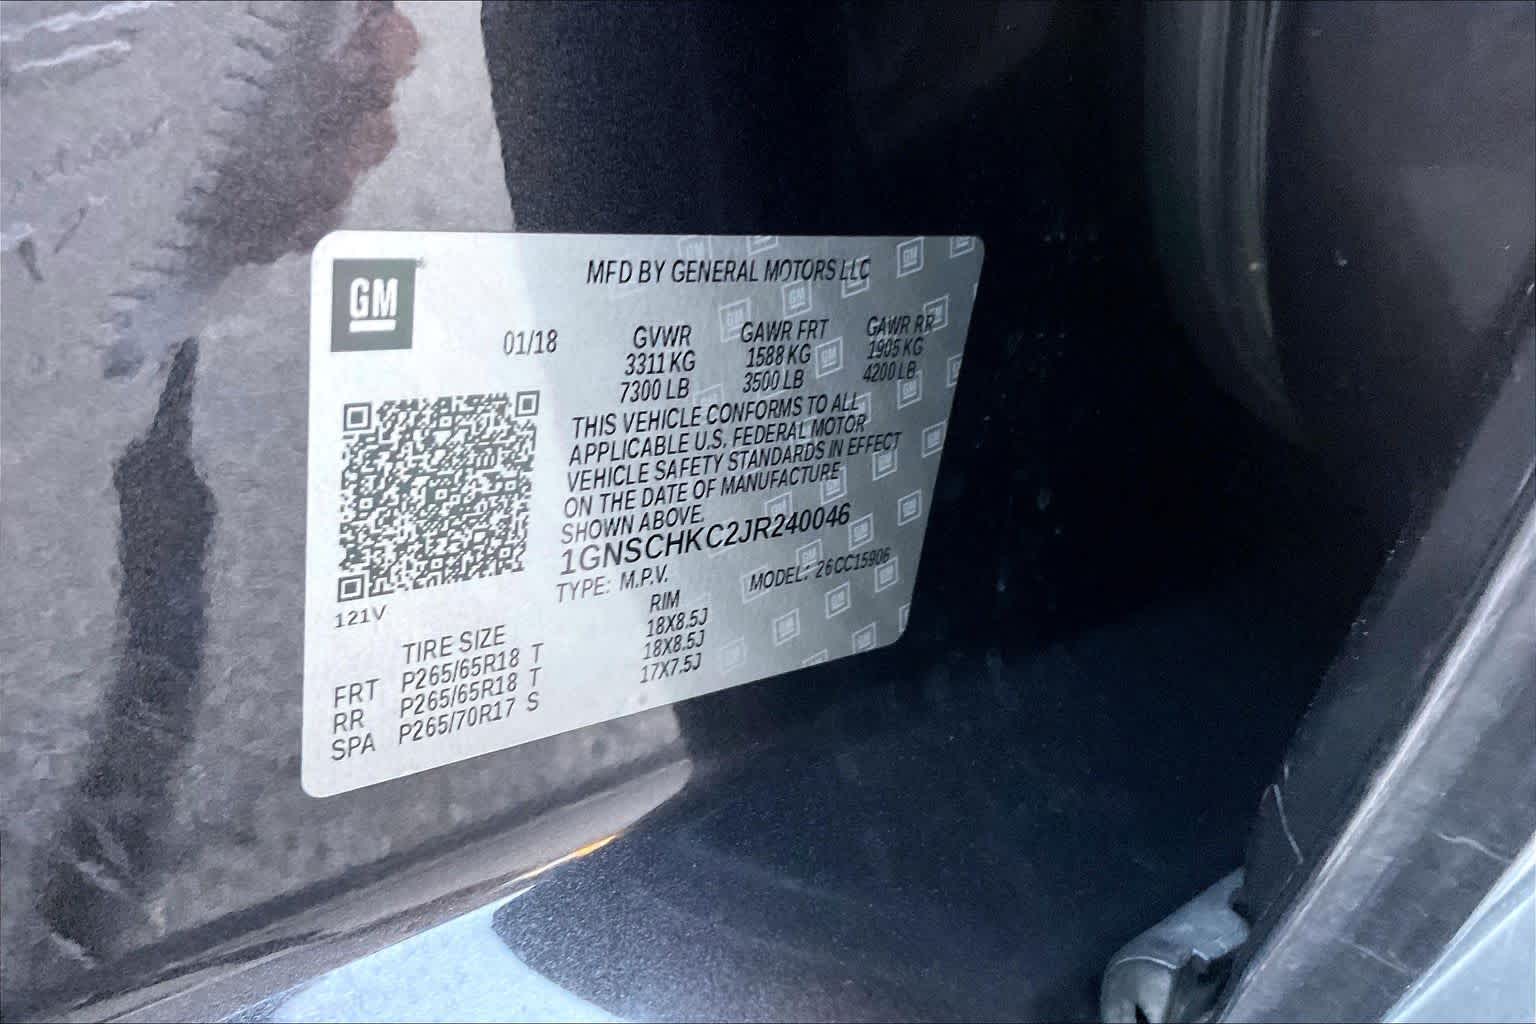 GM
MFD BY GENERAL MOTORS LLC
01/18 GVWR GAWR FRT GAWR RR
3311 KG 1588 KG 1905 KG
7300 LB 3500 LB 4200 LB
THIS VEHICLE CONFORMS TO ALL
APPLICABLE U.S. FEDERAL MOTOR
VEHICLE SAFETY STANDARDS IN EFFECT
ON THE DATE OF MANUFACTURE
SHOWN ABOVE.
1GNSCHKC2JR240046
TYPE: M.P.V. MODEL: 26 CC15906
121V
TIRE SIZE RIM
FRT P265/65R18 T 18X8.5J
RR P265/65R18 T 18X8.5J
SPA P265/70R17 S 17X7.5J